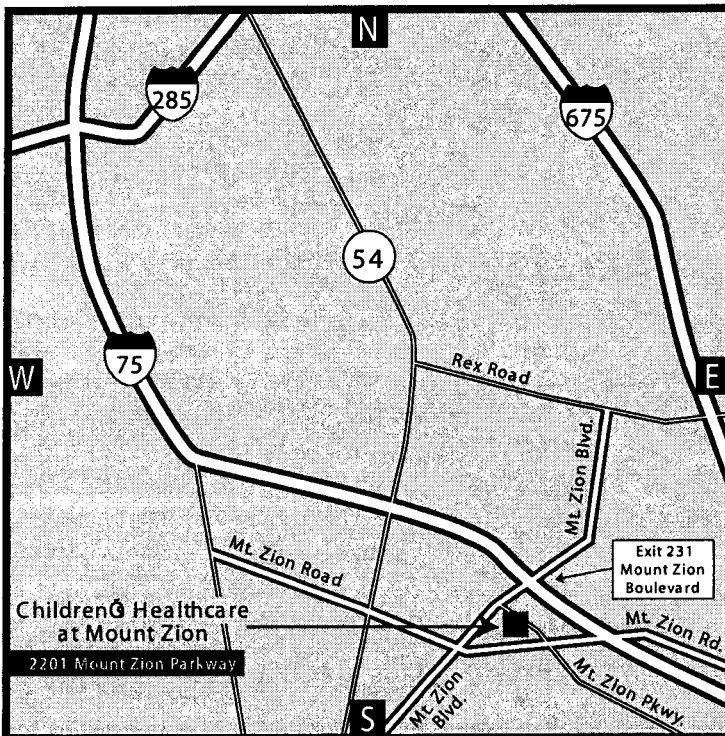 N
285
675
54
75
W
E
Rex Road
Mt. Zion Blvd.
Exit 231
Mount Zion
Boulevard
Mt. Zion Road
ChildrenÕ Healthcare
at Mount Zion
2201 Mount Zion Parkway
Mt. Zion Rd.
Mt. Zion Pkwy.
Mt. Zion
Blvd.
S